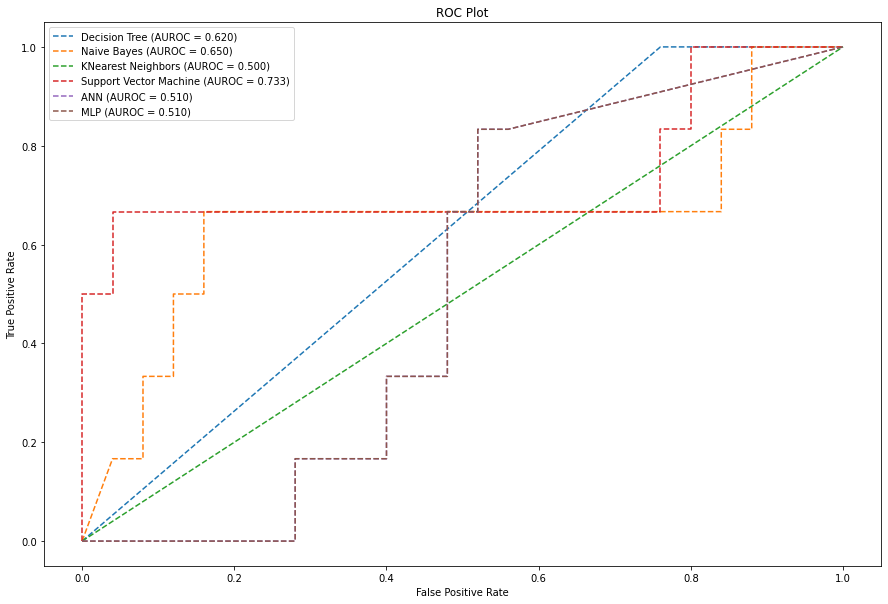 ROC Plot
Decision Tree (AUROC = 0.620)
Naive Bayes (AUROC = 0.650)
KNearest Neighbors (AUROC = 0.500)
Support Vector Machine (AUROC = 0.733)
ANN (AUROC = 0.510)
MLP (AUROC = 0.510)
True Positive Rate
1.0
0.8
0.6
0.4
0.2
0.0
0.0 0.2 0.4 0.6 0.8 1.0
False Positive Rate